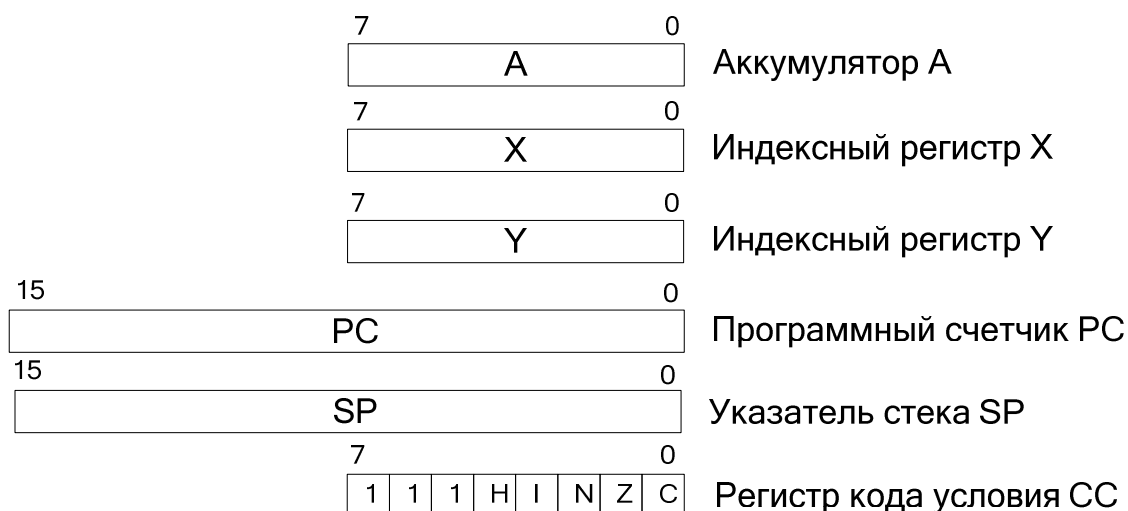 7 0
A Аккумулятор A
7 0
X Индексный регистр X
7 0
Y Индексный регистр Y
15 0
PC Программный счетчик PC
15 0
SP Указатель стека SP
7 0
1 1 1 H I N Z C Регистр кода условия CC